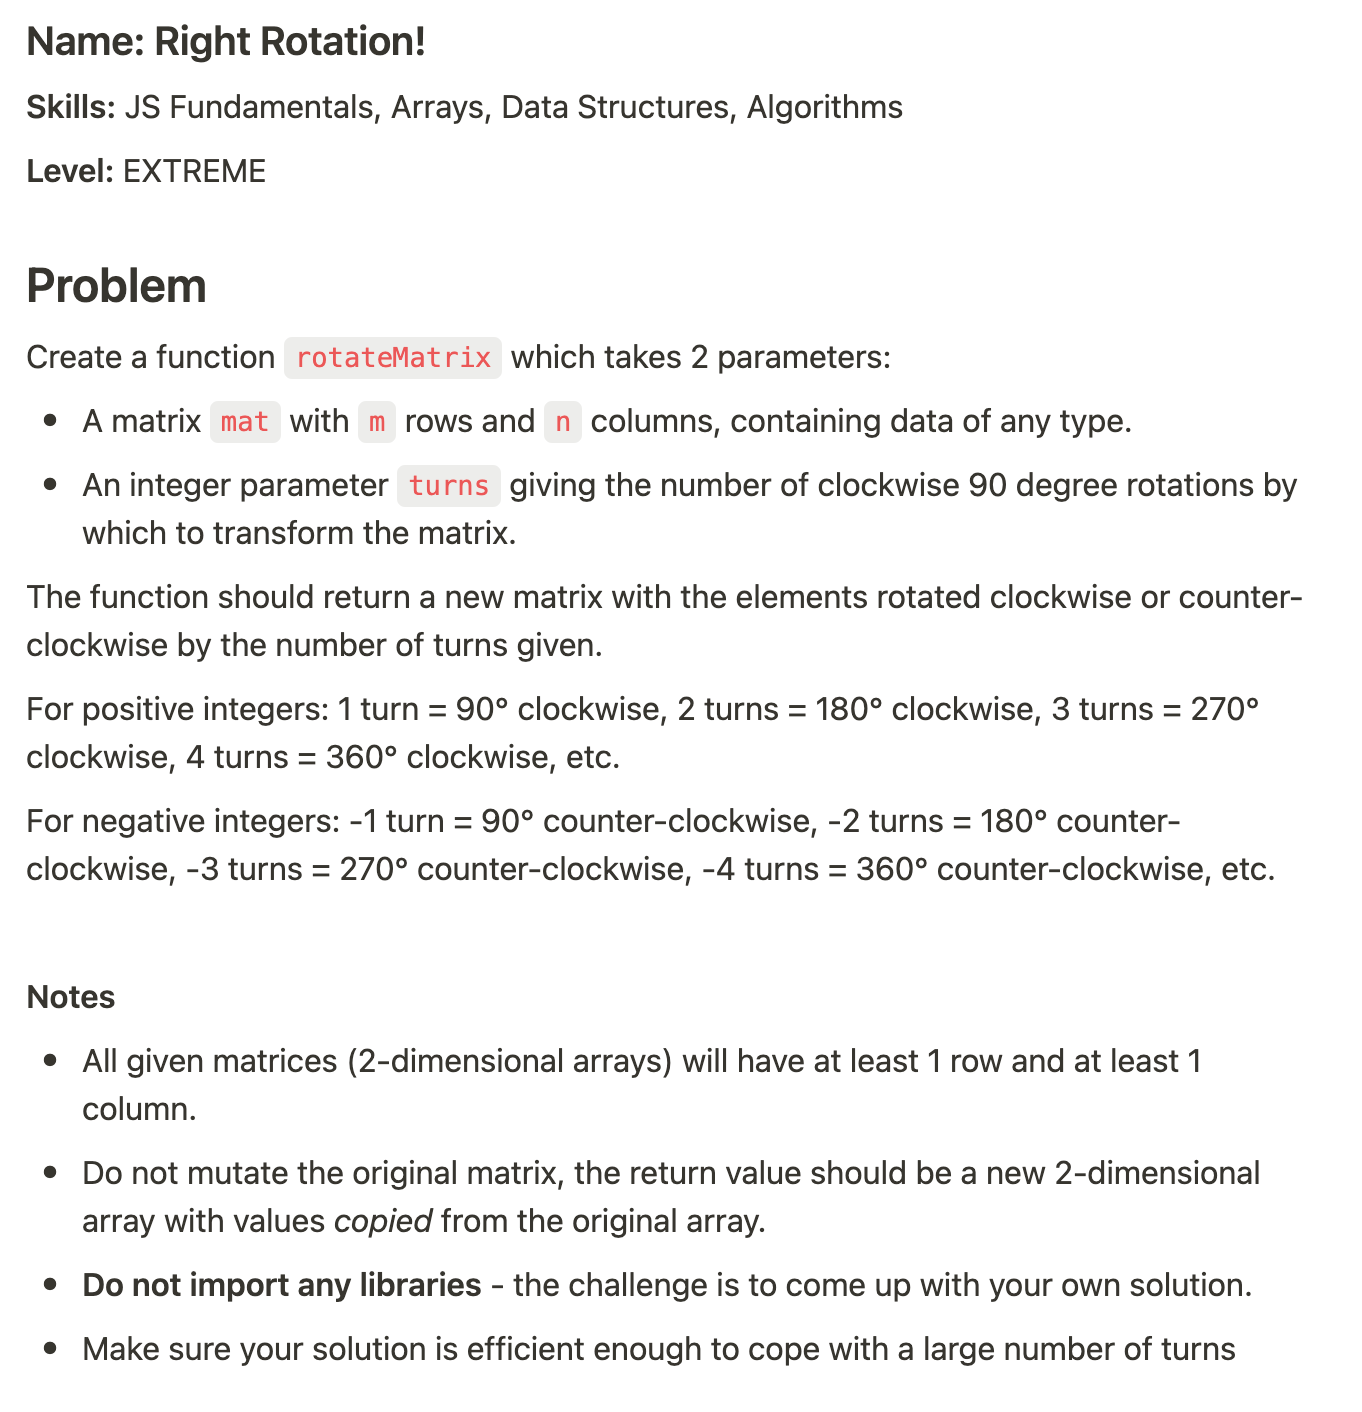 Name: Right Rotation!
Skills: JS Fundamentals, Arrays, Data Structures, Algorithms
Level: EXTREME
Problem
Create a function rotateMatrix which takes 2 parameters:
• A matrix mat with m rows and n columns, containing data of any type.
• An integer parameter turns giving the number of clockwise 90 degree rotations by
which to transform the matrix.
The function should return a new matrix with the elements rotated clockwise or counter-
clockwise by the number of turns given.
For positive integers: 1 turn = 90° clockwise, 2 turns = 180° clockwise, 3 turns = 270°
clockwise, 4 turns = 360° clockwise, etc.
For negative integers: -1 turn = 90° counter-clockwise, -2 turns = 180° counter-
clockwise, -3 turns = 270° counter-clockwise, -4 turns = 360° counter-clockwise, etc.
Notes
• All given matrices (2-dimensional arrays) will have at least 1 row and at least 1
column.
• Do not mutate the original matrix, the return value should be a new 2-dimensional
array with values copied from the original array.
• Do not import any libraries - the challenge is to come up with your own solution.
• Make sure your solution is efficient enough to cope with a large number of turns